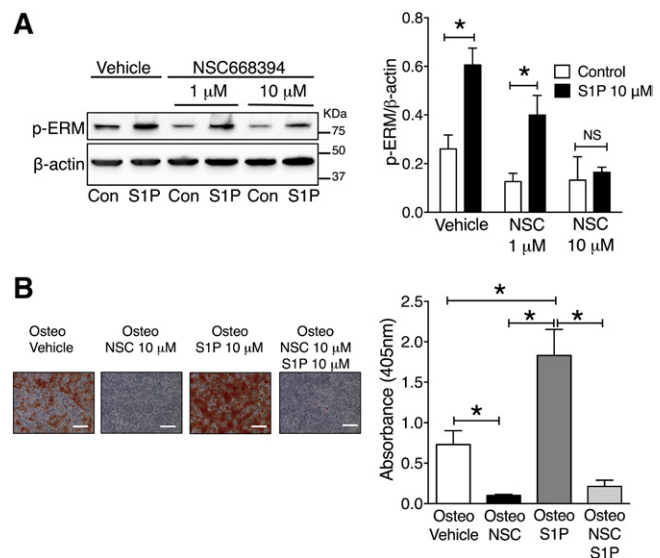 A
Vehicle NSC668394
1 μM 10 μM
KDa
p-ERM
75
50
β-actin
37
Con S1P Con S1P Con S1P
p-ERM/β-actin
0.8
0.6
0.4
0.2
0.0
*
*
NS
Control
S1P 10 μM
Vehicle NSC NSC
1 μM 10 μM
B
Osteo Osteo Osteo Osteo
Vehicle NSC 10 μM S1P 10 μM NSC 10 μM
S1P 10 μM
Absorbance (405nm)
2.5
2.0
1.5
1.0
0.5
0.0
*
* *
*
Osteo Osteo Osteo Osteo
Vehicle NSC S1P NSC
S1P